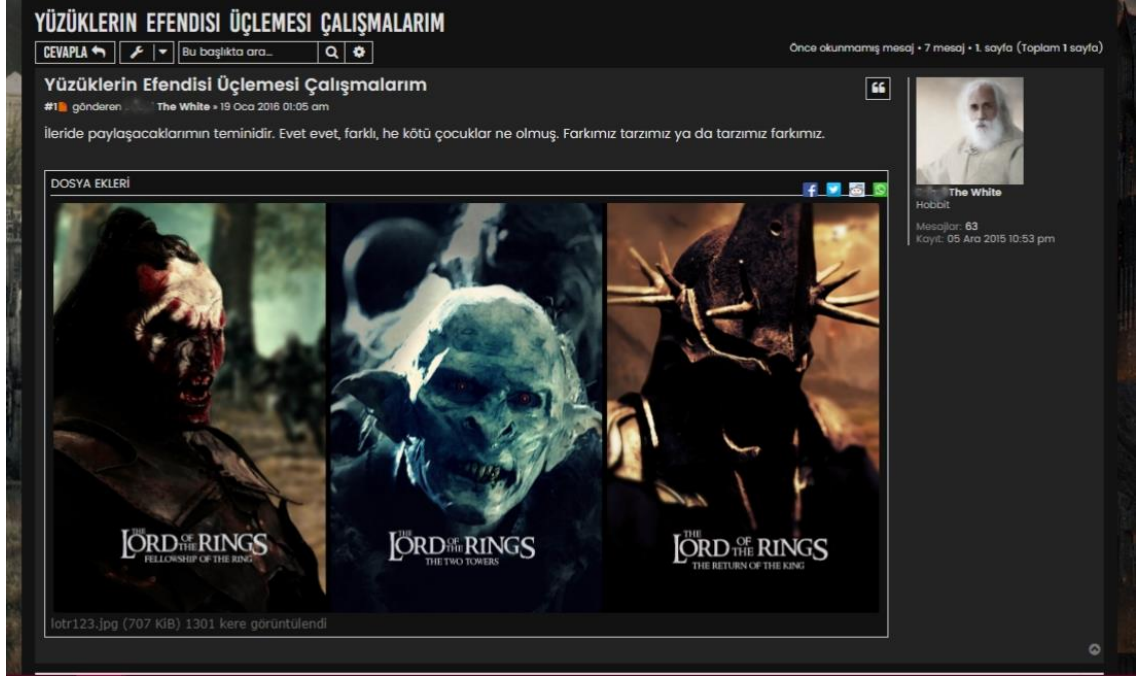 YÜZÜKLERIN EFENDISI ÜÇLEMESI ÇALIŞMALARIM
CEVAPLA
Bu başlıkta ara...
Önce okunmamış mesaj • 7 mesaj • 1. sayfa (Toplam 1 sayfa)
Yüzüklerin Efendisi Üçlemesi Çalışmalarım
#1 gönderen The White » 19 Oca 2016 01:05 am
İleride paylaşacaklarımın teminidir. Evet evet, farklı, he kötü çocuklar ne olmuş. Farkımız tarzımız ya da tarzımız farkımız.
The White
Hobbit
Mesajlar: 63
Kayıt: 05 Ara 2015 10:53 pm
DOSYA EKLERİ
THE LORD OF THE RINGS
FELLOWSHIP OF THE RING
THE LORD OF THE RINGS
THE TWO TOWERS
THE LORD OF THE RINGS
THE RETURN OF THE KING
lotr123.jpg (707 KiB) 1301 kere görüntülendi